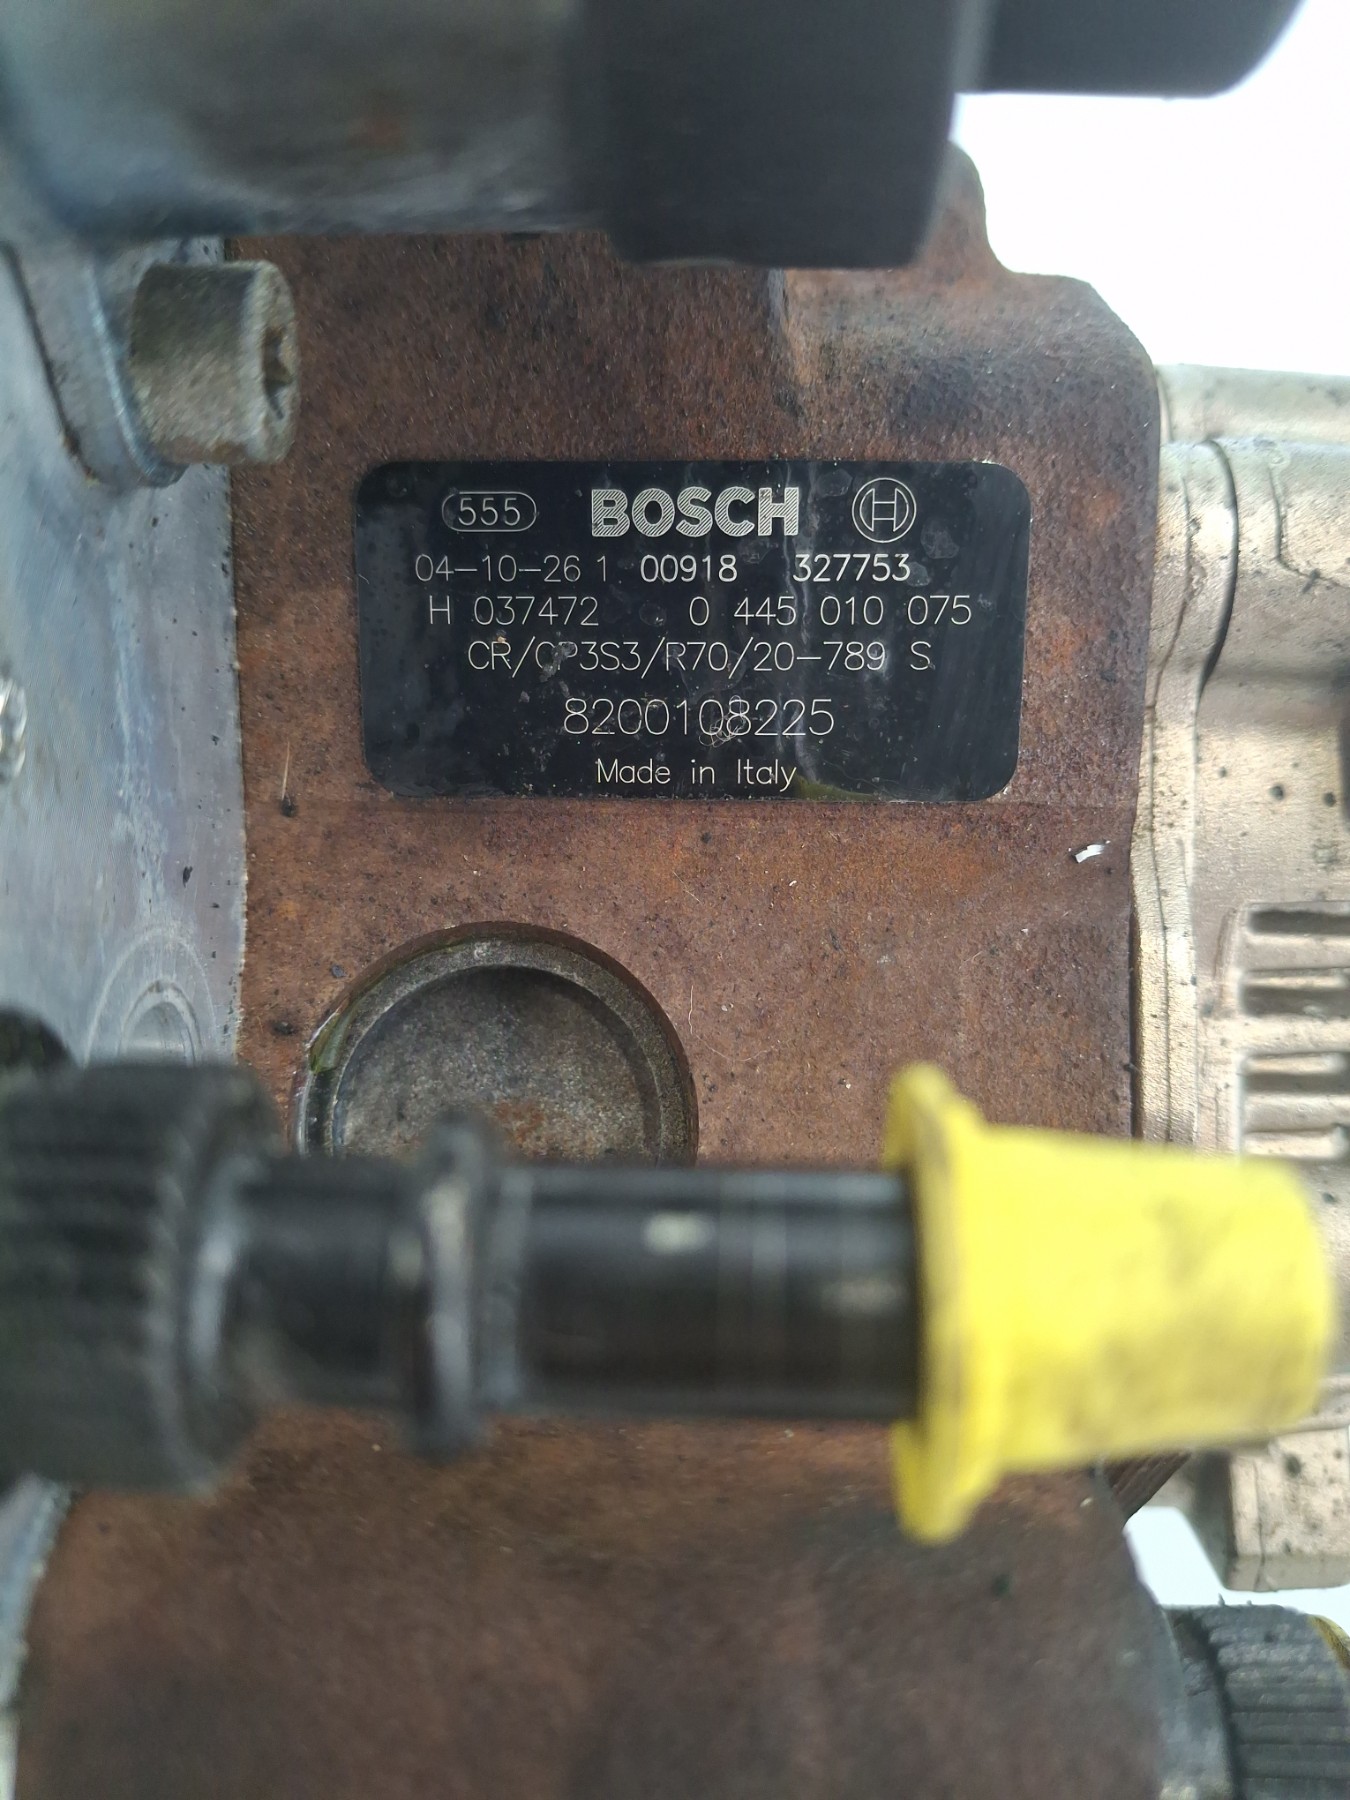 555 BOSCH H
04-10-26 1 00918 327753
H 037472 0 445 010 075
CR/CP3S3/R70/20-789 S
8200108225
Made in Italy